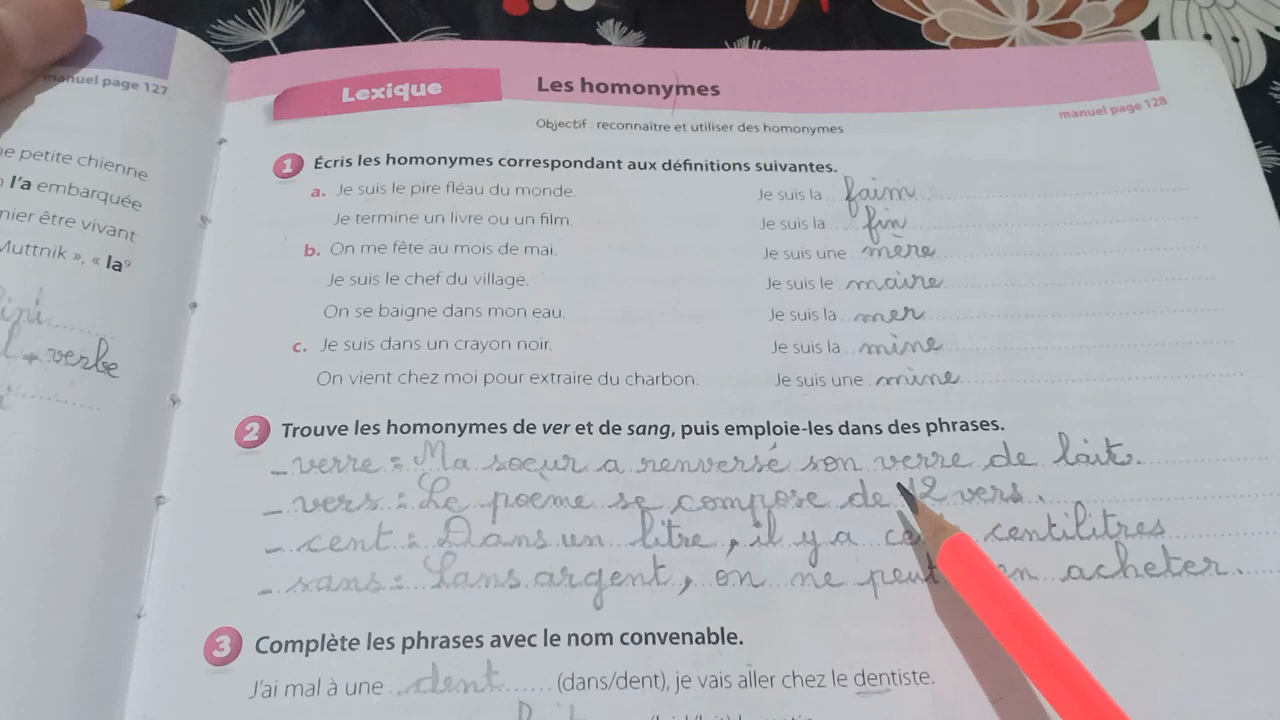 manuel page 127
petite chienne
l'a embarquée
être vivant
Muttnik », « la⁹
+ verbe
Lexique
Les homonymes
manuel page 128
Objectif : reconnaître et utiliser des homonymes
1 Écris les homonymes correspondant aux définitions suivantes.
a. Je suis le pire fléau du monde. Je suis la faim
Je termine un livre ou un film. Je suis la fin
b. On me fête au mois de mai. Je suis une mère
Je suis le chef du village. Je suis le maire
On se baigne dans mon eau. Je suis la mer
c. Je suis dans un crayon noir. Je suis la mine
On vient chez moi pour extraire du charbon. Je suis une mine
2 Trouve les homonymes de ver et de sang, puis emploie-les dans des phrases.
- verre : Ma soeur a renversé son verre de lait.
- vers : Le poème se compose de 12 vers.
- cent : Dans un litre, il y a centilitres
- sans : Sans argent, on ne peut acheter.
3 Complète les phrases avec le nom convenable.
J'ai mal à une dent (dans/dent), je vais aller chez le dentiste.